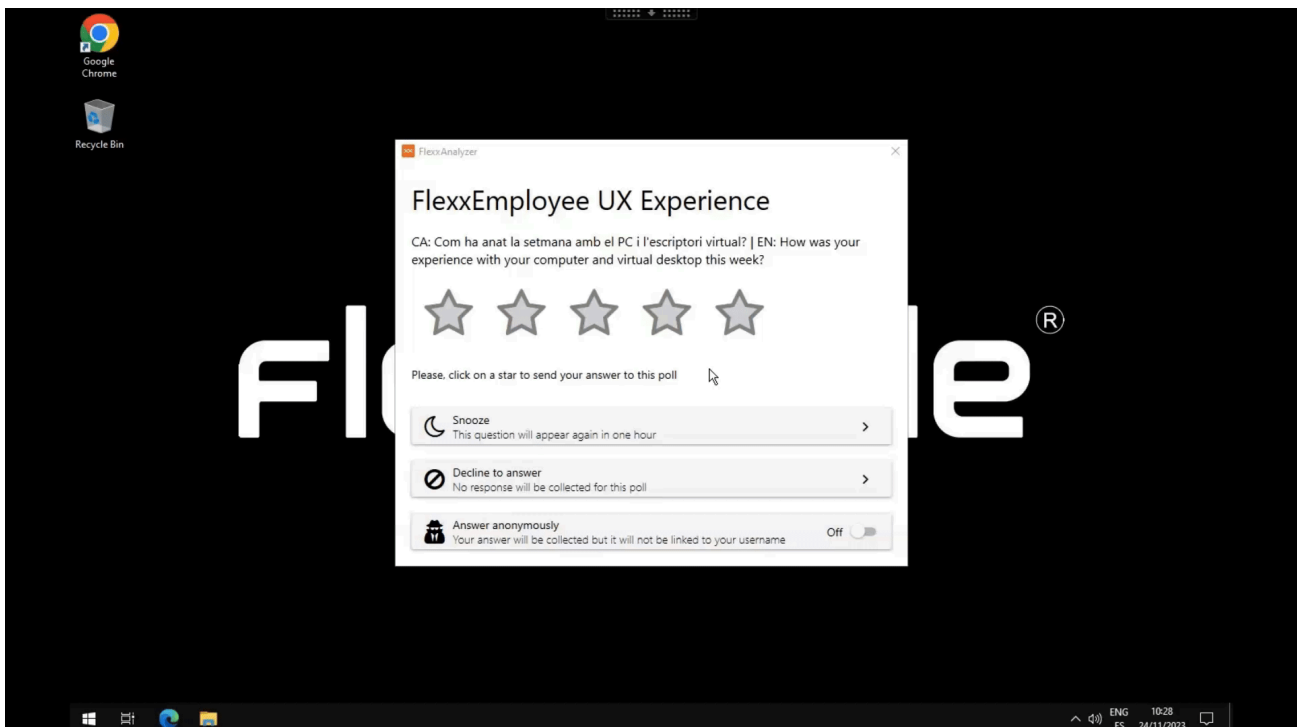 Google
Chrome
Recycle Bin
FlexxAnalyzer
FlexxEmployee UX Experience
CA: Com ha anat la setmana amb el PC i l'escriptori virtual? | EN: How was your
experience with your computer and virtual desktop this week?
Fl le ®
Please, click on a star to send your answer to this poll
Snooze
This question will appear again in one hour
Decline to answer
No response will be collected for this poll
Answer anonymously
Your answer will be collected but it will not be linked to your username
Off
ENG
ES
10:28
24/11/2023